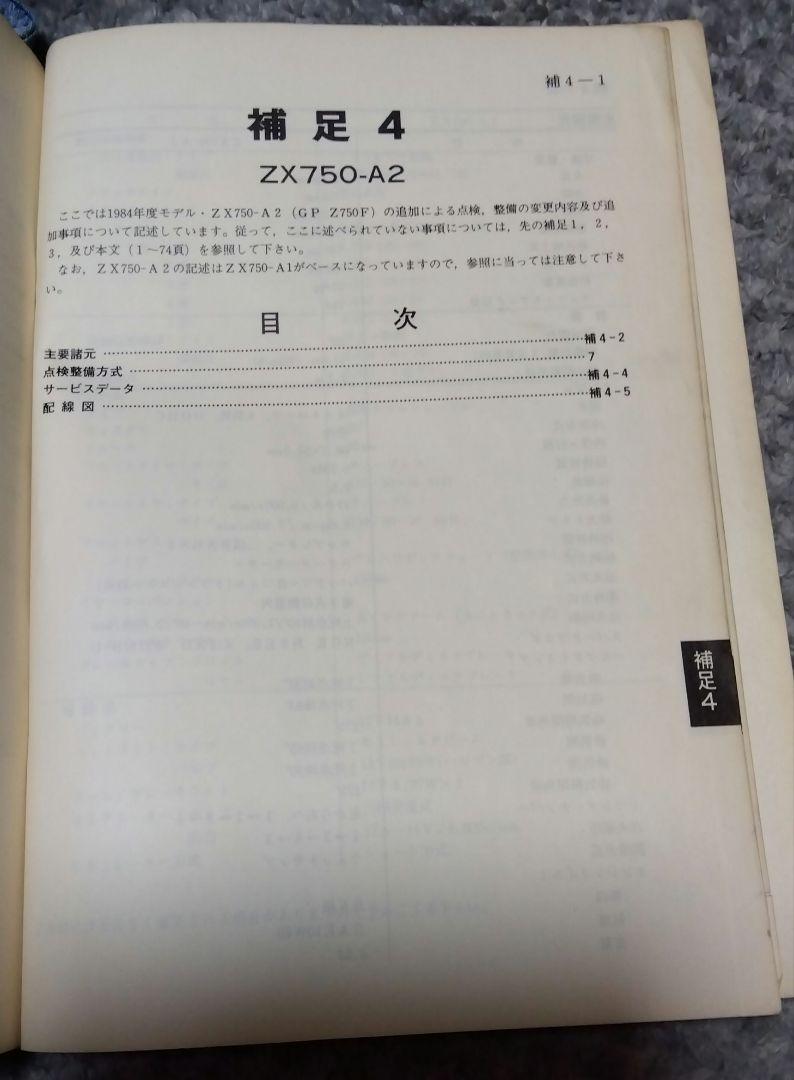 補4－1
補足4
ZX750-A2
ここでは1984年度モデル・ZX750-A2（GP Z750F）の追加による点検，整備の変更内容及び追
加事項について記述しています。従って，ここに述べられていない事項については，先の補足1，2，
3，及び本文（1～74頁）を参照して下さい。
なお，ZX750-A2の記述はZX750-A1がベースになっていますので，参照に当っては注意して下さ
い。
目次
主要諸元 …… 補4-2
点検整備方式 …… 7
サービスデータ …… 補4-4
配線図 …… 補4-5
補足4